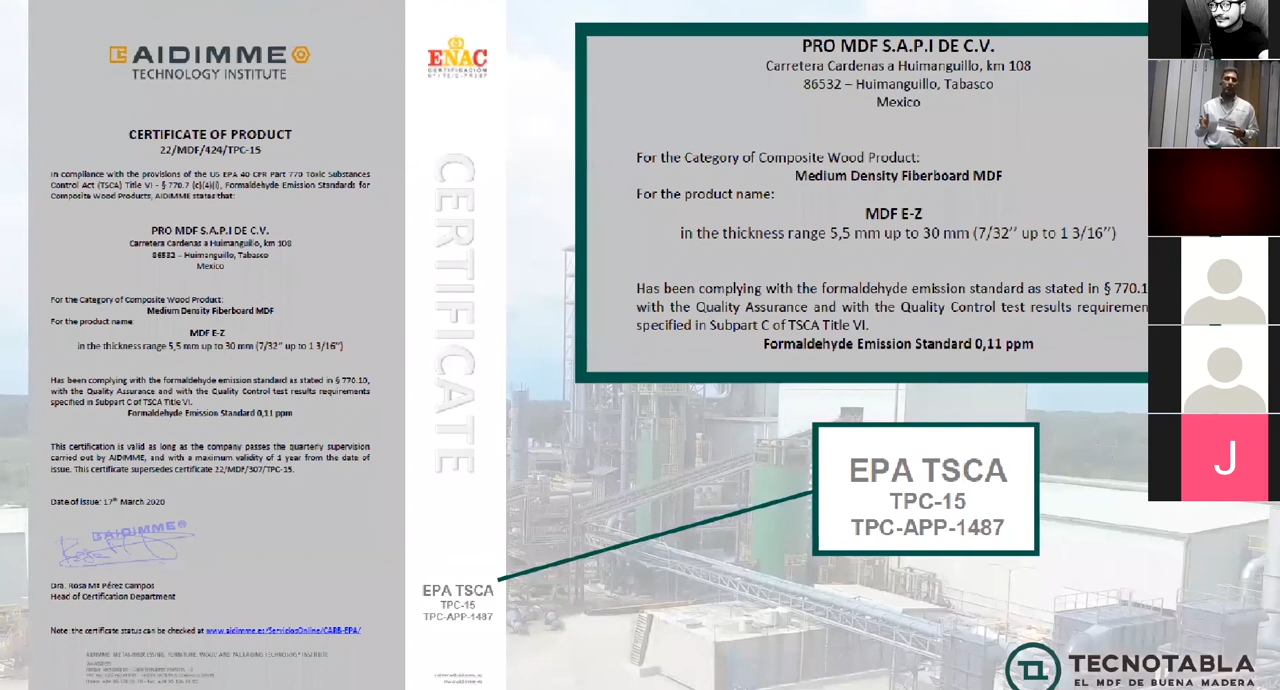 AIDIMME
TECHNOLOGY INSTITUTE
CERTIFICATE OF PRODUCT
22/MDF/424/TPC-15
In compliance with the provisions of the US EPA 40 CFR Part 770 Toxic Substances
Control Act (TSCA) Title VI - § 770.7 (c)(4)(i), Formaldehyde Emission Standards for
Composite Wood Products, AIDIMME states that:
PRO MDF S.A.P.I DE C.V.
Carretera Cardenas a Huimanguillo, km 108
86532 – Huimanguillo, Tabasco
Mexico
For the Category of Composite Wood Product:
Medium Density Fiberboard MDF
For the product name:
MDF E-Z
in the thickness range 5,5 mm up to 30 mm (7/32’’ up to 1 3/16’’)
Has been complying with the formaldehyde emission standard as stated in § 770.10,
with the Quality Assurance and with the Quality Control test results requirements
specified in Subpart C of TSCA Title VI.
Formaldehyde Emission Standard 0,11 ppm
This certification is valid as long as the company passes the quarterly supervision
carried out by AIDIMME, and with a maximum validity of 1 year from the date of
issue. This certificate supersedes certificate 22/MDF/307/TPC-15.
Date of issue: 17th March 2020
AIDIMME
Dra. Rosa Mª Pérez Campos
Head of Certification Department
Note: the certificate status can be checked at www.aidimme.es/ServiciosOnline/CARB-EPA/
ENAC
CERTIFICACIÓN
CERTIFICATE
EPA TSCA
TPC-15
TPC-APP-1487
PRO MDF S.A.P.I DE C.V.
Carretera Cardenas a Huimanguillo, km 108
86532 – Huimanguillo, Tabasco
Mexico
For the Category of Composite Wood Product:
Medium Density Fiberboard MDF
For the product name:
MDF E-Z
in the thickness range 5,5 mm up to 30 mm (7/32’’ up to 1 3/16’’)
Has been complying with the formaldehyde emission standard as stated in § 770.1
with the Quality Assurance and with the Quality Control test results requiremen
specified in Subpart C of TSCA Title VI.
Formaldehyde Emission Standard 0,11 ppm
EPA TSCA
TPC-15
TPC-APP-1487
J
TECNOTABLA
EL MDF DE BUENA MADERA